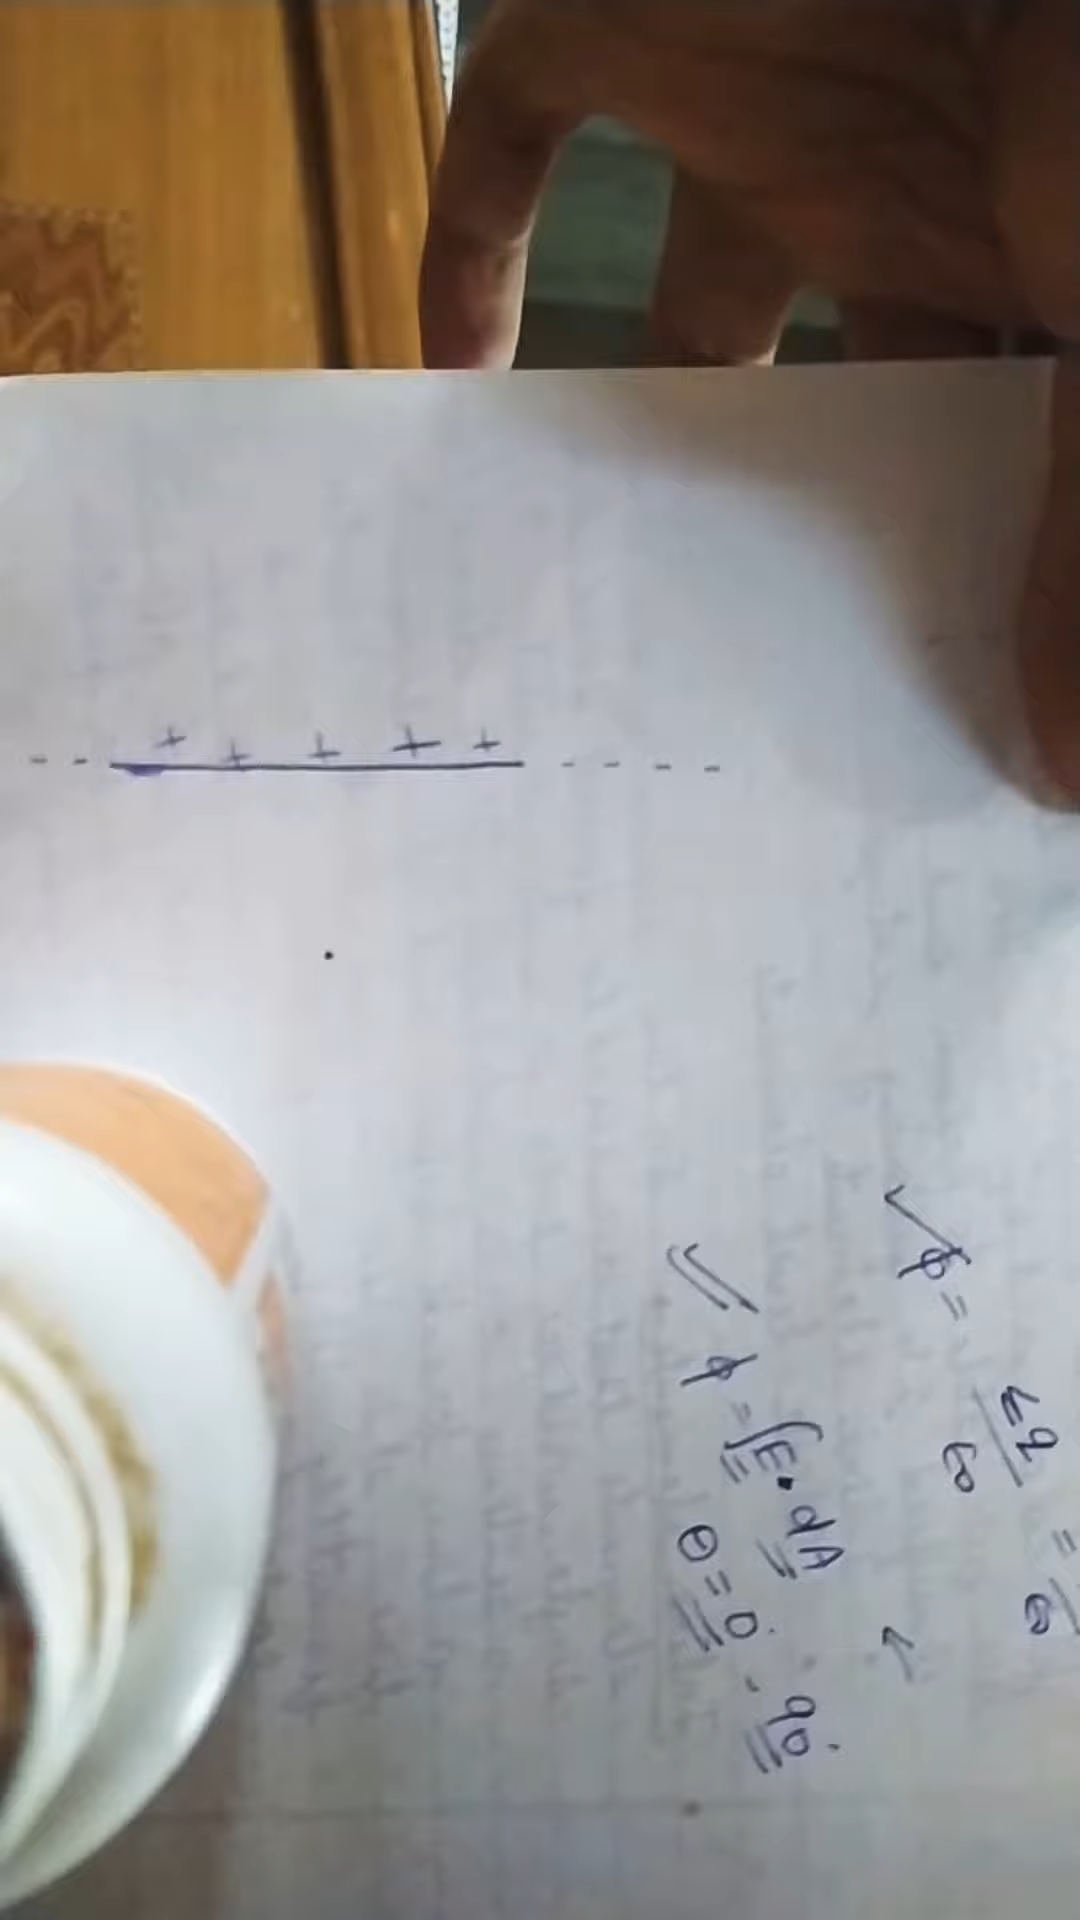 + + + + +
ϕ = Σq/ε₀ = /ε₀
ϕ = ∫E·dA
θ = 0 - 90